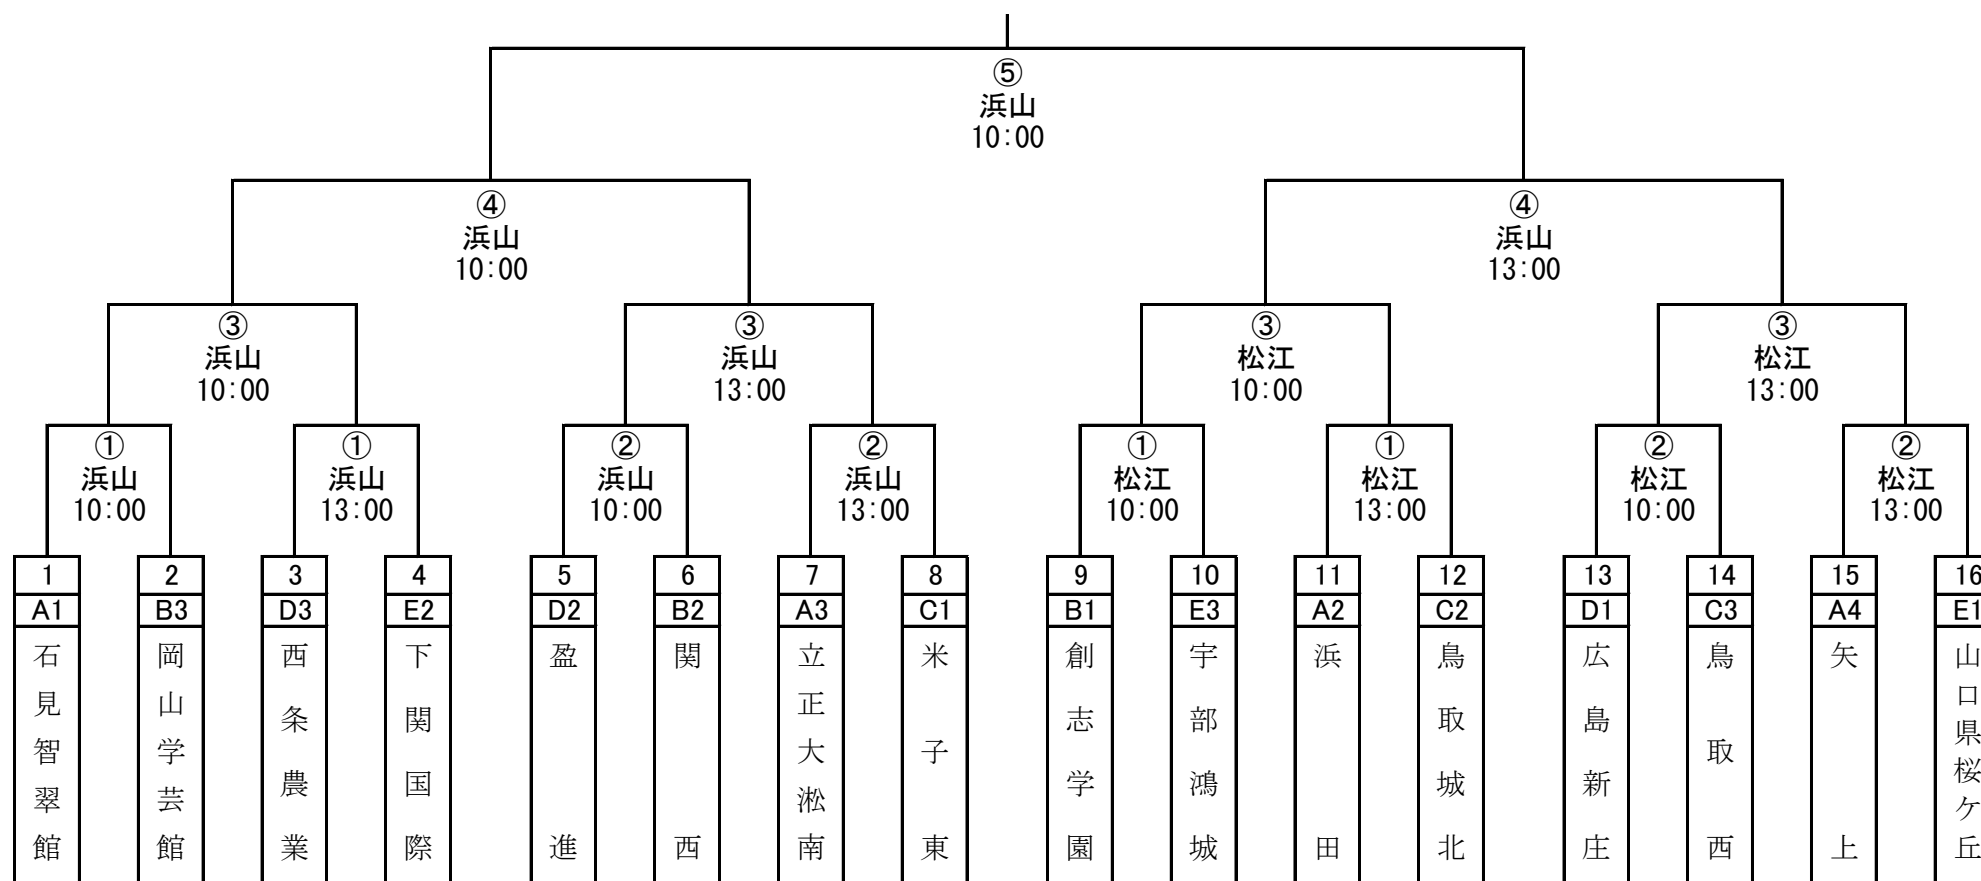 ⑤
浜山
10:00
④
浜山
10:00
④
浜山
13:00
③
浜山
10:00
③
浜山
13:00
③
松江
10:00
③
松江
13:00
①
浜山
10:00
①
浜山
13:00
②
浜山
10:00
②
浜山
13:00
①
松江
10:00
①
松江
13:00
②
松江
10:00
②
松江
13:00
1
A1
石見智翠館
2
B3
岡山学芸館
3
D3
西条農業
4
E2
下関国際
5
D2
盈進
6
B2
関西
7
A3
立正大淞南
8
C1
米子東
9
B1
創志学園
10
E3
宇部鴻城
11
A2
浜田
12
C2
鳥取城北
13
D1
広島新庄
14
C3
鳥取西
15
A4
矢上
16
E1
山口県桜ケ丘